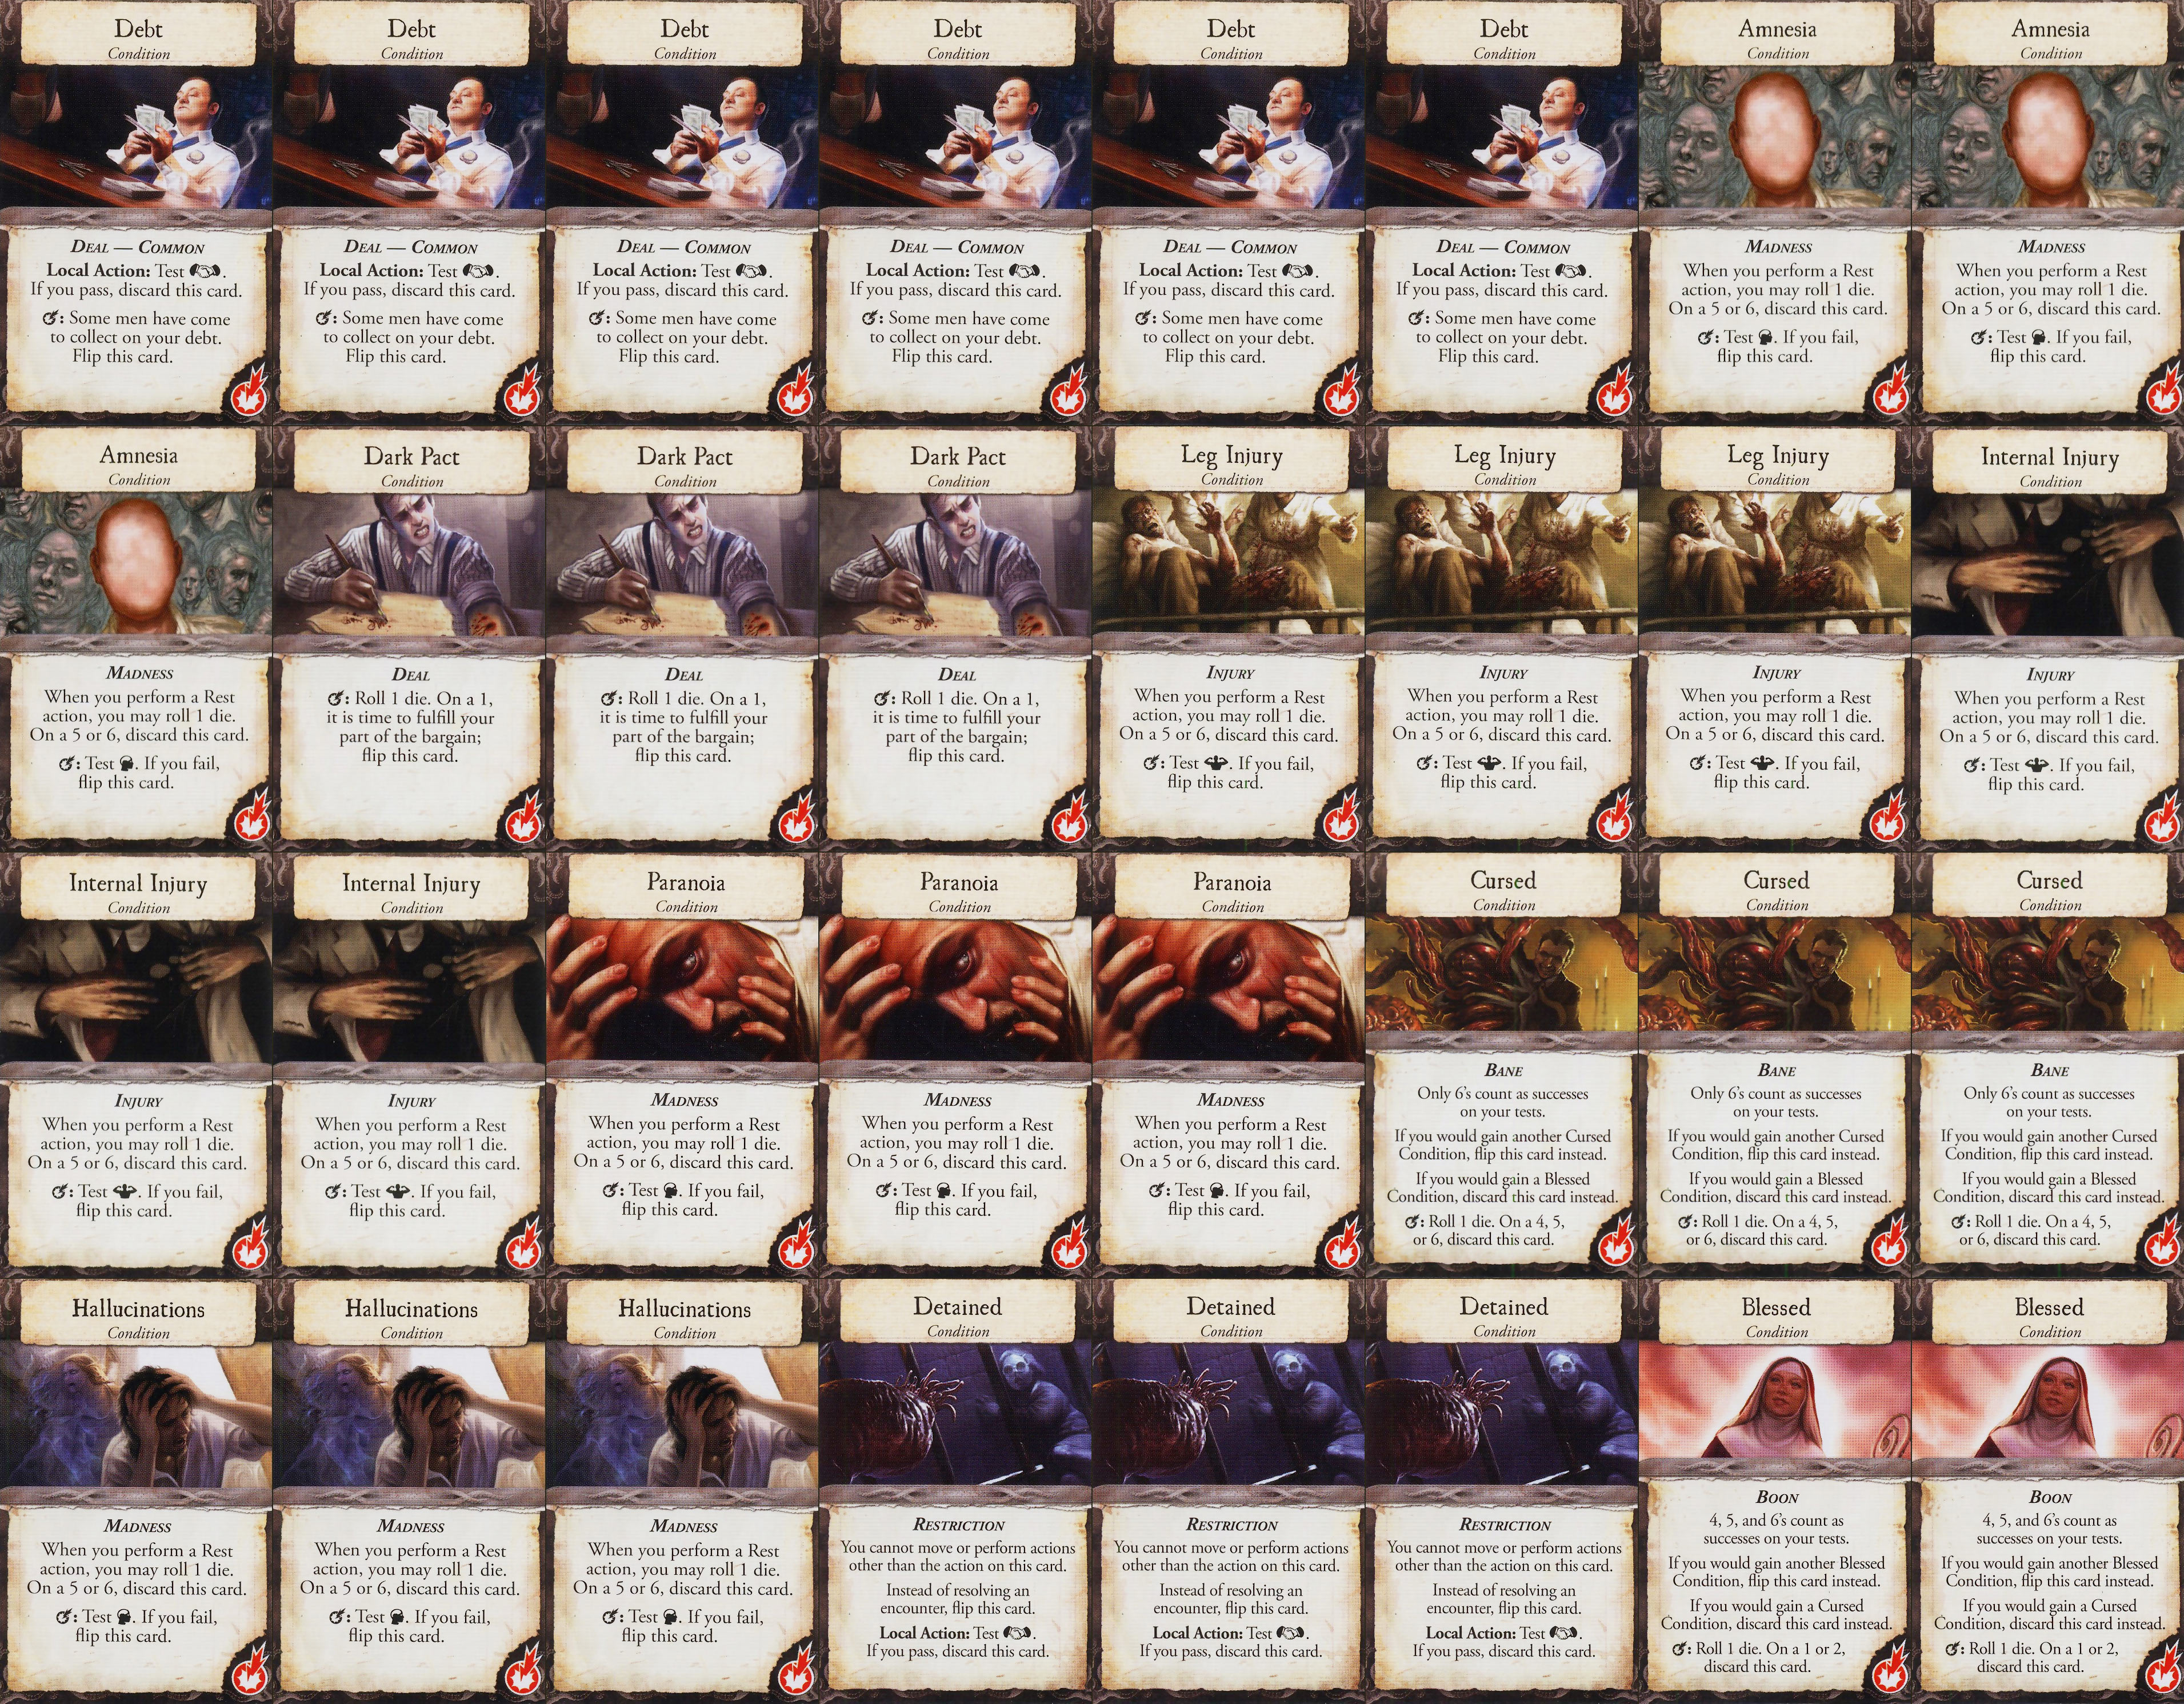 Debt
Condition
Deal — Common
Local Action: Test .
If you pass, discard this card.
: Some men have come
to collect on your debt.
Flip this card.
Debt
Condition
Deal — Common
Local Action: Test .
If you pass, discard this card.
: Some men have come
to collect on your debt.
Flip this card.
Debt
Condition
Deal — Common
Local Action: Test .
If you pass, discard this card.
: Some men have come
to collect on your debt.
Flip this card.
Debt
Condition
Deal — Common
Local Action: Test .
If you pass, discard this card.
: Some men have come
to collect on your debt.
Flip this card.
Debt
Condition
Deal — Common
Local Action: Test .
If you pass, discard this card.
: Some men have come
to collect on your debt.
Flip this card.
Debt
Condition
Deal — Common
Local Action: Test .
If you pass, discard this card.
: Some men have come
to collect on your debt.
Flip this card.
Amnesia
Condition
Madness
When you perform a Rest
action, you may roll 1 die.
On a 5 or 6, discard this card.
: Test . If you fail,
flip this card.
Amnesia
Condition
Madness
When you perform a Rest
action, you may roll 1 die.
On a 5 or 6, discard this card.
: Test . If you fail,
flip this card.
Amnesia
Condition
Madness
When you perform a Rest
action, you may roll 1 die.
On a 5 or 6, discard this card.
: Test . If you fail,
flip this card.
Dark Pact
Condition
Deal
: Roll 1 die. On a 1,
it is time to fulfill your
part of the bargain;
flip this card.
Dark Pact
Condition
Deal
: Roll 1 die. On a 1,
it is time to fulfill your
part of the bargain;
flip this card.
Dark Pact
Condition
Deal
: Roll 1 die. On a 1,
it is time to fulfill your
part of the bargain;
flip this card.
Leg Injury
Condition
Injury
When you perform a Rest
action, you may roll 1 die.
On a 5 or 6, discard this card.
: Test . If you fail,
flip this card.
Leg Injury
Condition
Injury
When you perform a Rest
action, you may roll 1 die.
On a 5 or 6, discard this card.
: Test . If you fail,
flip this card.
Leg Injury
Condition
Injury
When you perform a Rest
action, you may roll 1 die.
On a 5 or 6, discard this card.
: Test . If you fail,
flip this card.
Internal Injury
Condition
Injury
When you perform a Rest
action, you may roll 1 die.
On a 5 or 6, discard this card.
: Test . If you fail,
flip this card.
Internal Injury
Condition
Injury
When you perform a Rest
action, you may roll 1 die.
On a 5 or 6, discard this card.
: Test . If you fail,
flip this card.
Internal Injury
Condition
Injury
When you perform a Rest
action, you may roll 1 die.
On a 5 or 6, discard this card.
: Test . If you fail,
flip this card.
Paranoia
Condition
Madness
When you perform a Rest
action, you may roll 1 die.
On a 5 or 6, discard this card.
: Test . If you fail,
flip this card.
Paranoia
Condition
Madness
When you perform a Rest
action, you may roll 1 die.
On a 5 or 6, discard this card.
: Test . If you fail,
flip this card.
Paranoia
Condition
Madness
When you perform a Rest
action, you may roll 1 die.
On a 5 or 6, discard this card.
: Test . If you fail,
flip this card.
Cursed
Condition
Bane
Only 6's count as successes
on your tests.
If you would gain another Cursed
Condition, flip this card instead.
If you would gain a Blessed
Condition, discard this card instead.
: Roll 1 die. On a 4, 5,
or 6, discard this card.
Cursed
Condition
Bane
Only 6's count as successes
on your tests.
If you would gain another Cursed
Condition, flip this card instead.
If you would gain a Blessed
Condition, discard this card instead.
: Roll 1 die. On a 4, 5,
or 6, discard this card.
Cursed
Condition
Bane
Only 6's count as successes
on your tests.
If you would gain another Cursed
Condition, flip this card instead.
If you would gain a Blessed
Condition, discard this card instead.
: Roll 1 die. On a 4, 5,
or 6, discard this card.
Hallucinations
Condition
Madness
When you perform a Rest
action, you may roll 1 die.
On a 5 or 6, discard this card.
: Test . If you fail,
flip this card.
Hallucinations
Condition
Madness
When you perform a Rest
action, you may roll 1 die.
On a 5 or 6, discard this card.
: Test . If you fail,
flip this card.
Hallucinations
Condition
Madness
When you perform a Rest
action, you may roll 1 die.
On a 5 or 6, discard this card.
: Test . If you fail,
flip this card.
Detained
Condition
Restriction
You cannot move or perform actions
other than the action on this card.
Instead of resolving an
encounter, flip this card.
Local Action: Test .
If you pass, discard this card.
Detained
Condition
Restriction
You cannot move or perform actions
other than the action on this card.
Instead of resolving an
encounter, flip this card.
Local Action: Test .
If you pass, discard this card.
Detained
Condition
Restriction
You cannot move or perform actions
other than the action on this card.
Instead of resolving an
encounter, flip this card.
Local Action: Test .
If you pass, discard this card.
Blessed
Condition
Boon
4, 5, and 6's count as
successes on your tests.
If you would gain another Blessed
Condition, flip this card instead.
If you would gain a Cursed
Condition, discard this card instead.
: Roll 1 die. On a 1 or 2,
discard this card.
Blessed
Condition
Boon
4, 5, and 6's count as
successes on your tests.
If you would gain another Blessed
Condition, flip this card instead.
If you would gain a Cursed
Condition, discard this card instead.
: Roll 1 die. On a 1 or 2,
discard this card.